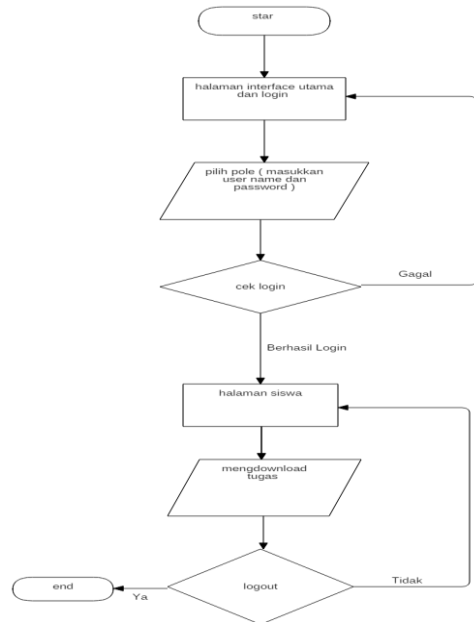 star
halaman interface utama
dan login
pilih pole ( masukkan
user name dan
password )
cek login
Gagal
Berhasil Login
halaman siswa
mengdownload
tugas
logout
Tidak
Ya
end